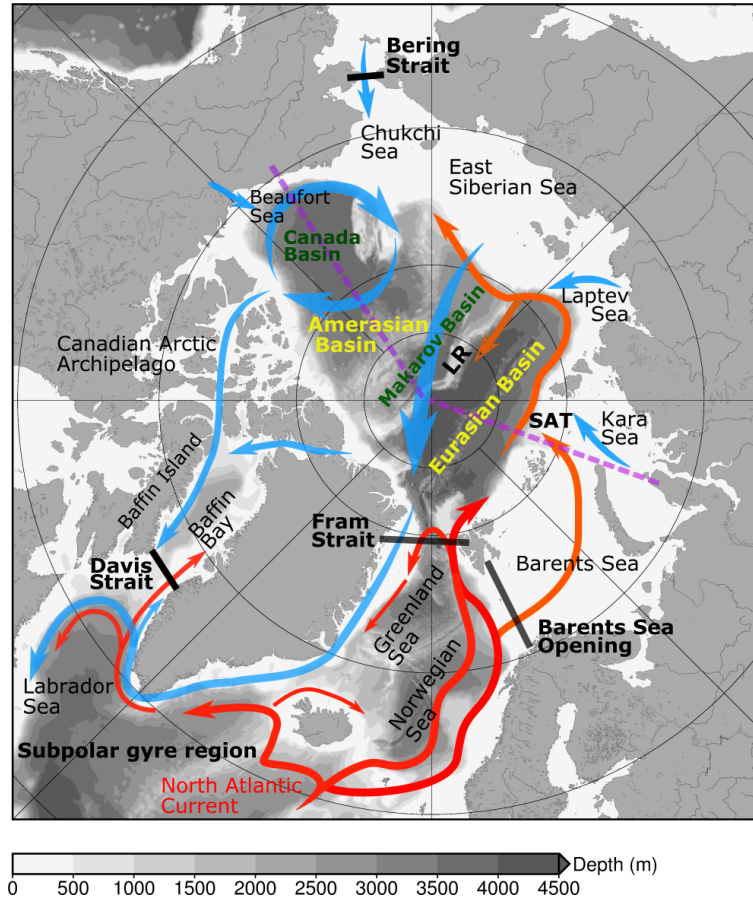 Bering
Strait
Chukchi
Sea
East
Siberian Sea
Beaufort
Sea
Canada
Basin
Laptev
Sea
Amerasian
Basin
Makarov Basin
LR
Canadian Arctic
Archipelago
Eurasian Basin
SAT
Kara
Sea
Baffin Island
Baffin
Bay
Fram
Strait
Davis
Strait
Barents Sea
Greenland
Sea
Barents Sea
Opening
Norwegian
Sea
Labrador
Sea
Subpolar gyre region
North Atlantic
Current
Depth (m)
0 500 1000 1500 2000 2500 3000 3500 4000 4500